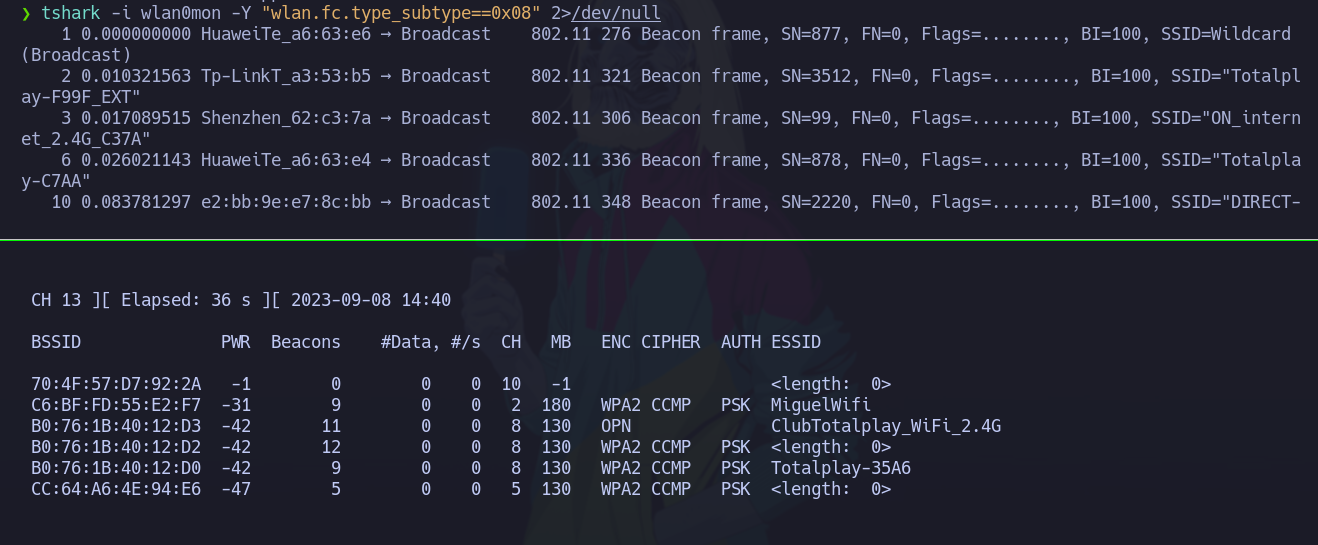 ❯ tshark -i wlan0mon -Y "wlan.fc.type_subtype==0x08" 2>/dev/null
    1 0.000000000 HuaweiTe_a6:63:e6 → Broadcast    802.11 276 Beacon frame, SN=877, FN=0, Flags=........, BI=100, SSID=Wildcard
(Broadcast)
    2 0.010321563 Tp-LinkT_a3:53:b5 → Broadcast    802.11 321 Beacon frame, SN=3512, FN=0, Flags=........, BI=100, SSID="Totalpl
ay-F99F_EXT"
    3 0.017089515 Shenzhen_62:c3:7a → Broadcast    802.11 306 Beacon frame, SN=99, FN=0, Flags=........, BI=100, SSID="ON_intern
et_2.4G_C37A"
    6 0.026021143 HuaweiTe_a6:63:e4 → Broadcast    802.11 336 Beacon frame, SN=878, FN=0, Flags=........, BI=100, SSID="Totalpla
y-C7AA"
   10 0.083781297 e2:bb:9e:e7:8c:bb → Broadcast    802.11 348 Beacon frame, SN=2220, FN=0, Flags=........, BI=100, SSID="DIRECT-
CH 13 ][ Elapsed: 36 s ][ 2023-09-08 14:40
BSSID              PWR  Beacons    #Data, #/s  CH   MB   ENC CIPHER  AUTH ESSID
70:4F:57:D7:92:2A   -1        0        0    0  10   -1                    <length:  0>
C6:BF:FD:55:E2:F7  -31        9        0    0   2  180   WPA2 CCMP   PSK  MiguelWifi
B0:76:1B:40:12:D3  -42       11        0    0   8  130   OPN              ClubTotalplay_WiFi_2.4G
B0:76:1B:40:12:D2  -42       12        0    0   8  130   WPA2 CCMP   PSK  <length:  0>
B0:76:1B:40:12:D0  -42        9        0    0   8  130   WPA2 CCMP   PSK  Totalplay-35A6
CC:64:A6:4E:94:E6  -47        5        0    0   5  130   WPA2 CCMP   PSK  <length:  0>